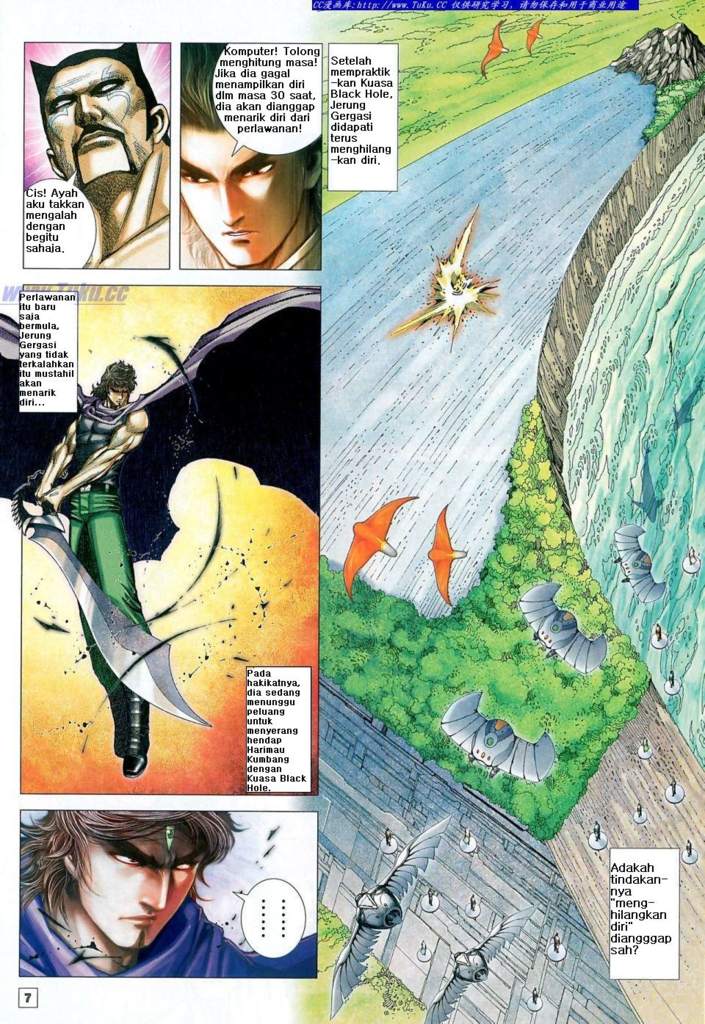 CC漫画库:http://www.TuKu.CC 仅供研究学习，请勿保存和用于商业用途
Setelah
mempraktik
-kan Kuasa
Black Hole,
Jerung
Gergasi
didapati
terus
menghilang
-kan diri.
Komputer! Tolong
menghitung masa!
Jika dia gagal
menampilkan diri
dlm masa 30 saat,
dia akan dianggap
menarik diri dari
perlawanan!
Cis! Ayah
aku takkan
mengalah
dengan
begitu
sahaja.
www.TuKu.cc
Perlawanan
itu baru
saja
bermula,
Jerung
Gergasi
yang tidak
terkalahkan
itu mustahil
akan
menarik
diri...
Pada
hakikatnya,
dia sedang
menunggu
peluang
untuk
menyerang
hendap
Harimau
Kumbang
dengan
Kuasa Black
Hole.
Adakah
tindakan-
nya
"meng-
hilangkan
diri"
diangggap
sah?
7